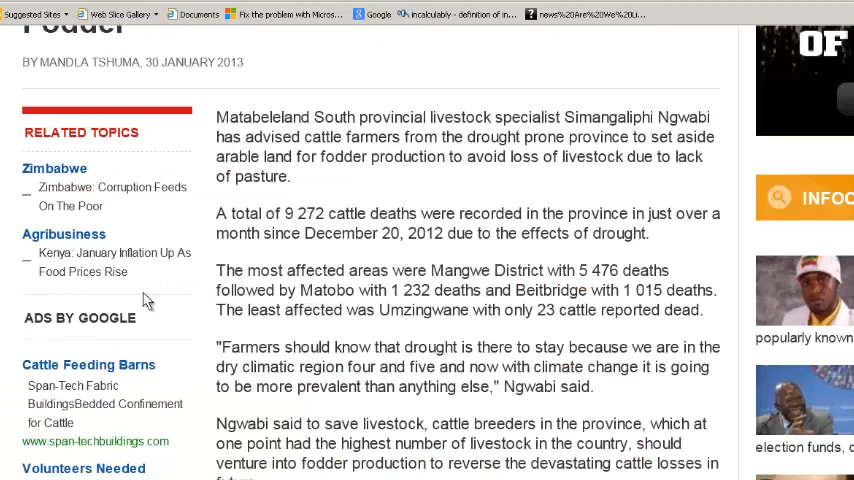 Suggested Sites
Web Slice Gallery
Documents
Fix the problem with Micros...
Google
incalculably - definition of in...
news%20Are%20We%20Li...
Fodder
BY MANDLA TSHUMA, 30 JANUARY 2013
RELATED TOPICS
Zimbabwe
Zimbabwe: Corruption Feeds
On The Poor
Agribusiness
Kenya: January Inflation Up As
Food Prices Rise
ADS BY GOOGLE
Cattle Feeding Barns
Span-Tech Fabric
BuildingsBedded Confinement
for Cattle
www.span-techbuildings.com
Volunteers Needed
Matabeleland South provincial livestock specialist Simangaliphi Ngwabi
has advised cattle farmers from the drought prone province to set aside
arable land for fodder production to avoid loss of livestock due to lack
of pasture.
A total of 9 272 cattle deaths were recorded in the province in just over a
month since December 20, 2012 due to the effects of drought.
The most affected areas were Mangwe District with 5 476 deaths
followed by Matobo with 1 232 deaths and Beitbridge with 1 015 deaths.
The least affected was Umzingwane with only 23 cattle reported dead.
"Farmers should know that drought is there to stay because we are in the
dry climatic region four and five and now with climate change it is going
to be more prevalent than anything else," Ngwabi said.
Ngwabi said to save livestock, cattle breeders in the province, which at
one point had the highest number of livestock in the country, should
venture into fodder production to reverse the devastating cattle losses in
future.
OF
INFOC
popularly known
election funds, c